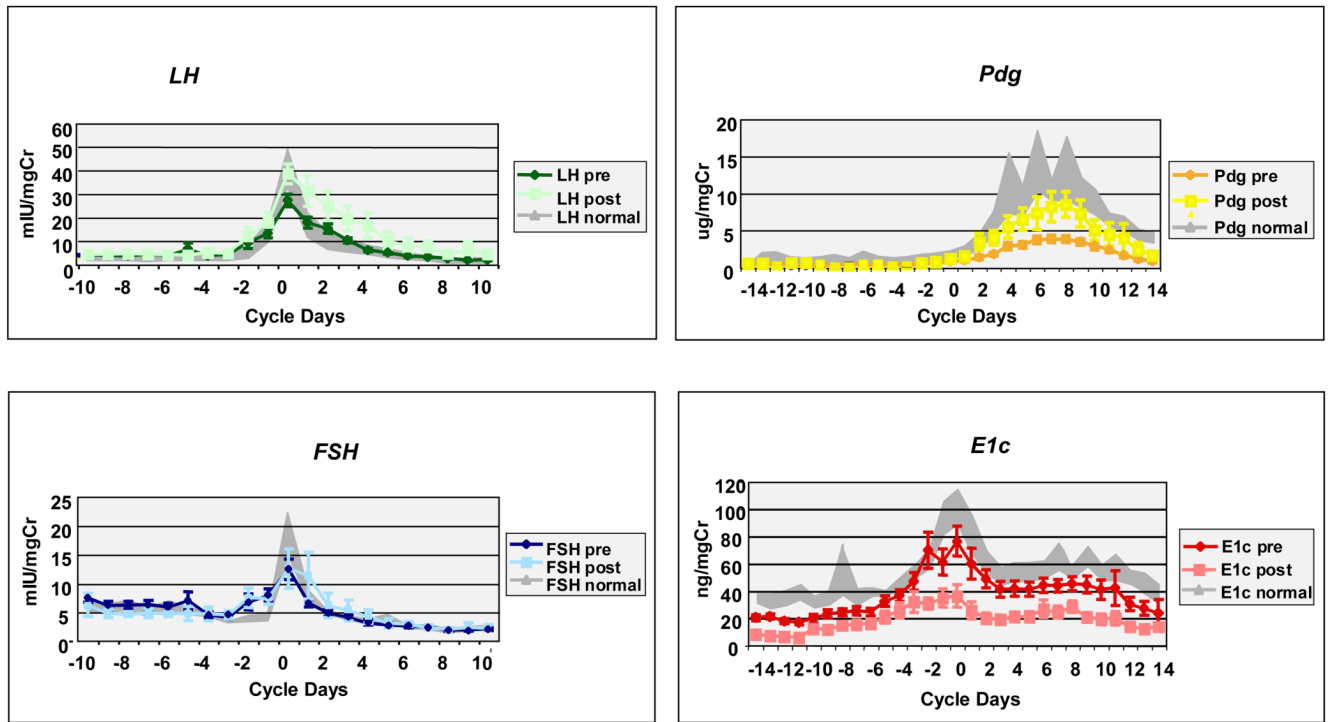 LH
mIU/mgCr
60
50
40
30
20
10
0
-10 -8 -6 -4 -2 0 2 4 6 8 10
Cycle Days
LH pre
LH post
LH normal
Pdg
ug/mgCr
20
15
10
5
0
-14 -12 -10 -8 -6 -4 -2 0 2 4 6 8 10 12 14
Cycle Days
Pdg pre
Pdg post
Pdg normal
FSH
mIU/mgCr
25
20
15
10
5
0
-10 -8 -6 -4 -2 0 2 4 6 8 10
Cycle Days
FSH pre
FSH post
FSH normal
E1c
ng/mgCr
120
100
80
60
40
20
0
-14 -12 -10 -8 -6 -4 -2 0 2 4 6 8 10 12 14
Cycle Days
E1c pre
E1c post
E1c normal